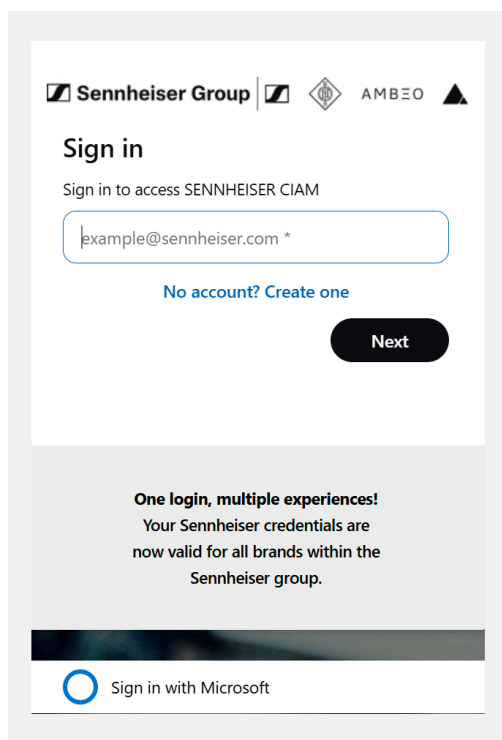 Sennheiser Group AMBEO
Sign in
Sign in to access SENNHEISER CIAM
example@sennheiser.com *
No account? Create one
Next
One login, multiple experiences!
Your Sennheiser credentials are
now valid for all brands within the
Sennheiser group.
Sign in with Microsoft